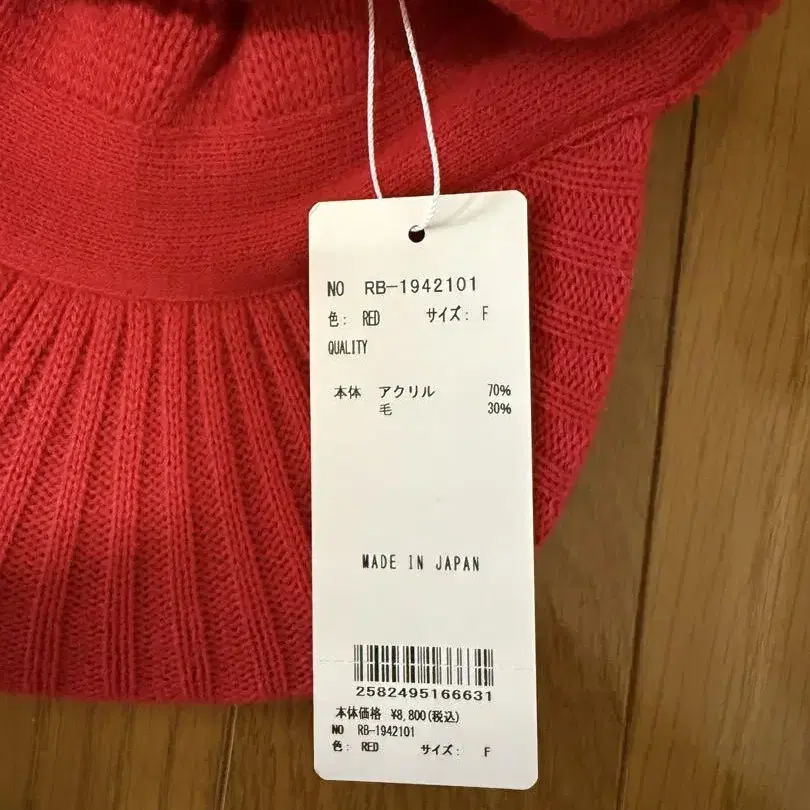 NO RB-1942101
色: RED サイズ: F
QUALITY
本体 アクリル 70%
毛 30%
MADE IN JAPAN
2582495166631
本体価格 ¥8,800(税込)
NO RB-1942101
色: RED サイズ: F